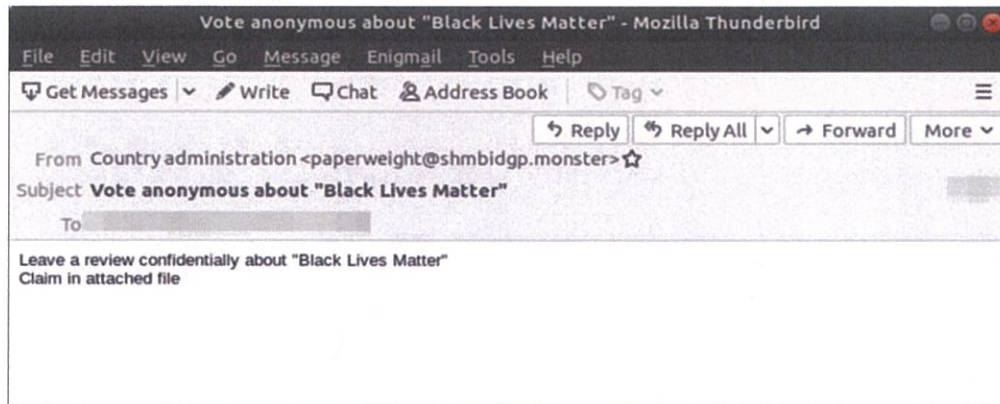 Vote anonymous about "Black Lives Matter" - Mozilla Thunderbird
File Edit View Go Message Enigmail Tools Help
Get Messages Write Chat Address Book Tag
Reply Reply All Forward More
From Country administration <paperweight@shmbidgp.monster>
Subject Vote anonymous about "Black Lives Matter"
To
Leave a review confidentially about "Black Lives Matter"
Claim in attached file